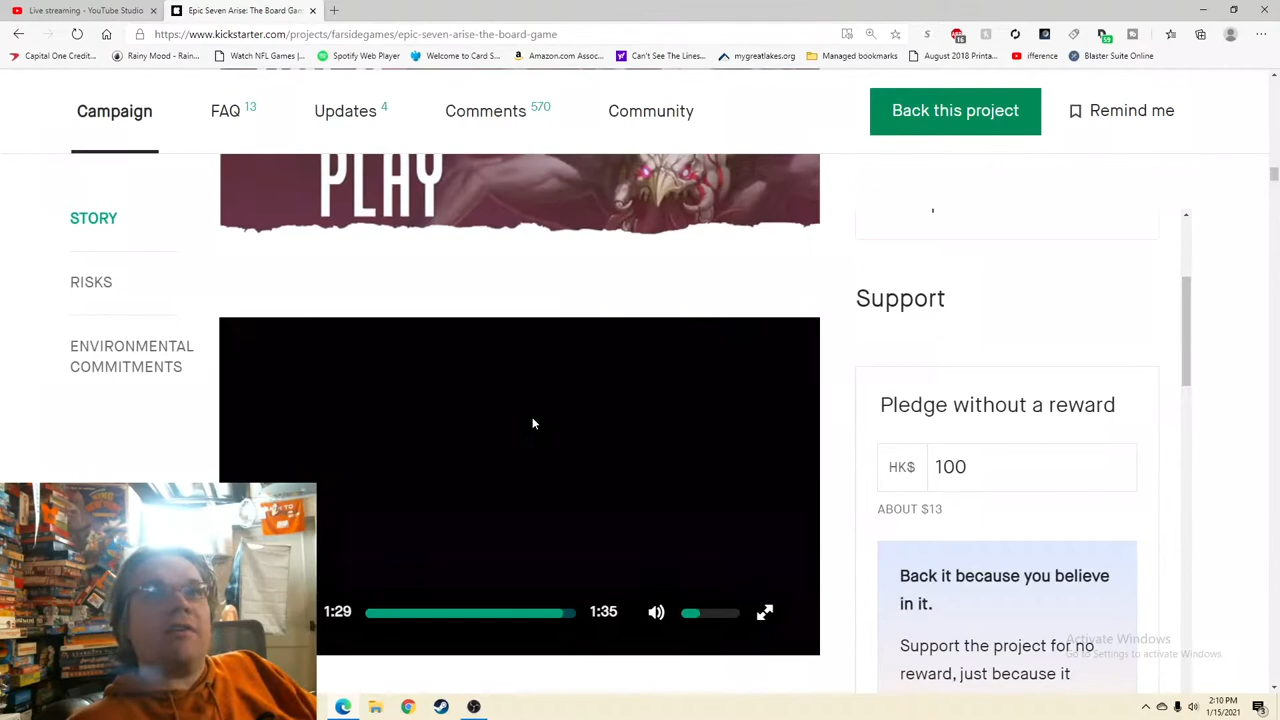 Live streaming - YouTube Studio
Epic Seven Arise: The Board Gam
https://www.kickstarter.com/projects/farsidegames/epic-seven-arise-the-board-game
Capital One Credit...
Rainy Mood - Rain...
Watch NFL Games |...
Spotify Web Player
Welcome to Card S...
Amazon.com Assoc...
Can't See The Lines...
mygreatlakes.org
Managed bookmarks
August 2018 Printa...
ifference
Blaster Suite Online
Campaign
FAQ 13
Updates 4
Comments 570
Community
Back this project
Remind me
PLAY
STORY
RISKS
ENVIRONMENTAL
COMMITMENTS
Support
Pledge without a reward
HK$ 100
ABOUT $13
Back it because you believe
in it.
Support the project for no
reward, just because it
1:29
1:35
Activate Windows
Go to Settings to activate Windows.
2:10 PM
1/15/2021